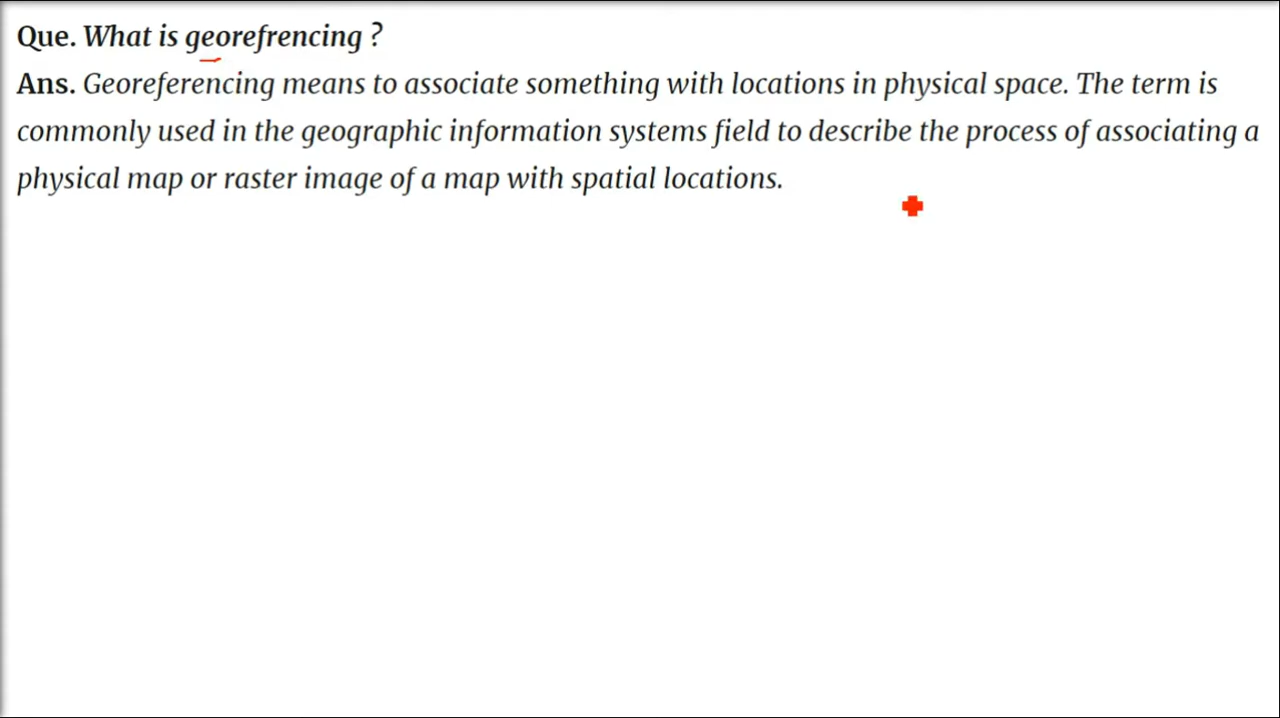 Que. What is georefrencing ?
Ans. Georeferencing means to associate something with locations in physical space. The term is
commonly used in the geographic information systems field to describe the process of associating a
physical map or raster image of a map with spatial locations.